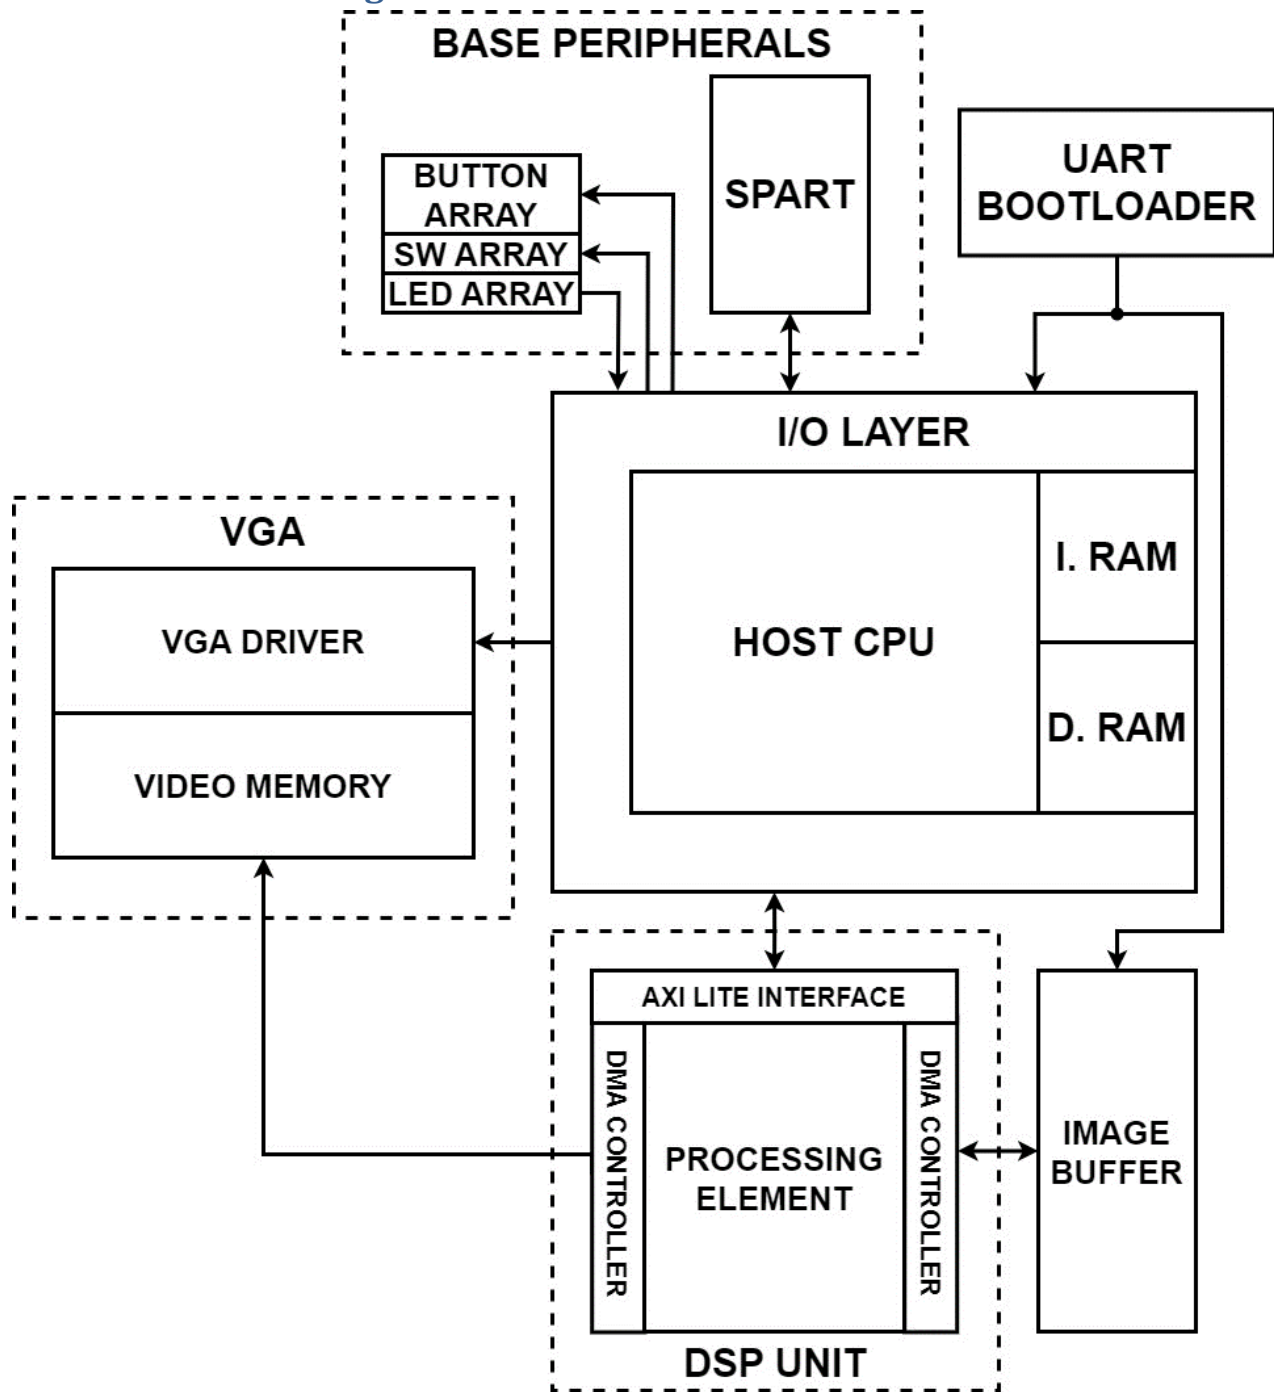 BASE PERIPHERALS
BUTTON
ARRAY
SW ARRAY
LED ARRAY
SPART
UART
BOOTLOADER
I/O LAYER
HOST CPU
I. RAM
D. RAM
VGA
VGA DRIVER
VIDEO MEMORY
AXI LITE INTERFACE
DMA CONTROLLER
PROCESSING
ELEMENT
DMA CONTROLLER
IMAGE
BUFFER
DSP UNIT